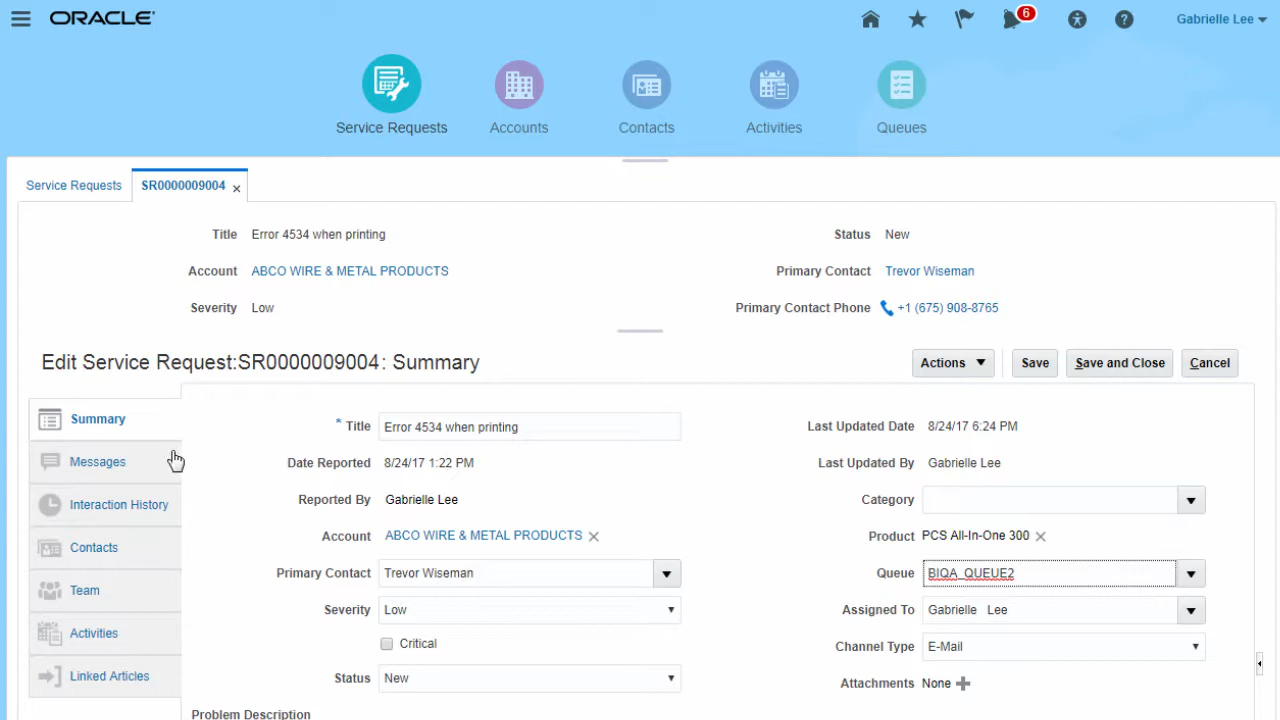 ORACLE
6
Gabrielle Lee
Service Requests
Accounts
Contacts
Activities
Queues
Service Requests
SR0000009004
Title Error 4534 when printing
Status New
Account ABCO WIRE & METAL PRODUCTS
Primary Contact Trevor Wiseman
Severity Low
Primary Contact Phone +1 (675) 908-8765
Edit Service Request:SR0000009004: Summary
Actions
Save
Save and Close
Cancel
Summary
Messages
Interaction History
Contacts
Team
Activities
Linked Articles
* Title Error 4534 when printing
Date Reported 8/24/17 1:22 PM
Reported By Gabrielle Lee
Account ABCO WIRE & METAL PRODUCTS
Primary Contact Trevor Wiseman
Severity Low
Critical
Status New
Problem Description
Last Updated Date 8/24/17 6:24 PM
Last Updated By Gabrielle Lee
Category
Product PCS All-In-One 300
Queue BIQA_QUEUE2
Assigned To Gabrielle Lee
Channel Type E-Mail
Attachments None